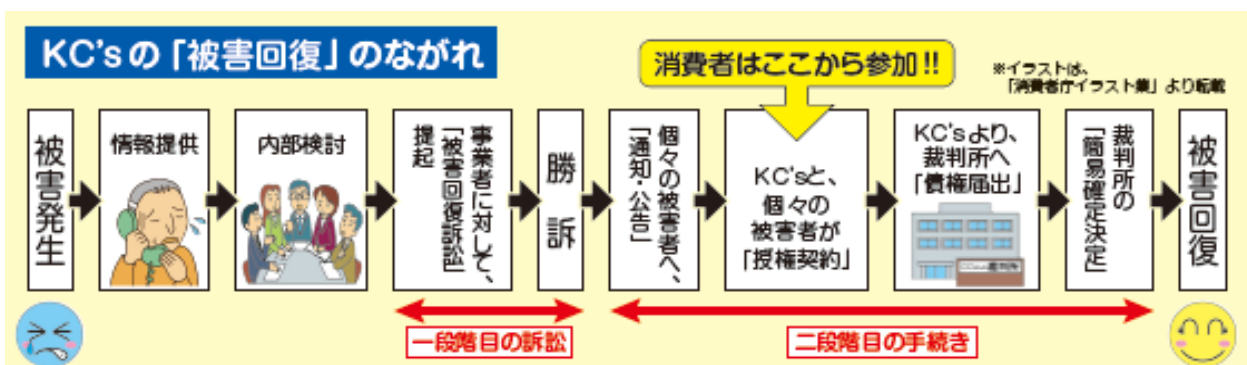 KC'sの「被害回復」のながれ
消費者はここから参加!!
※イラストは、
「消費者庁イラスト集」より転載
被害発生
情報提供
内部検討
事業者に対して、
「被害回復訴訟」
提起
勝訴
個々の被害者へ、
「通知・公告」
KC'sと、
個々の
被害者が
「授権契約」
KC'sより、
裁判所へ
「債権届出」
裁判所の
「簡易確定決定」
被害回復
一段階目の訴訟
二段階目の手続き